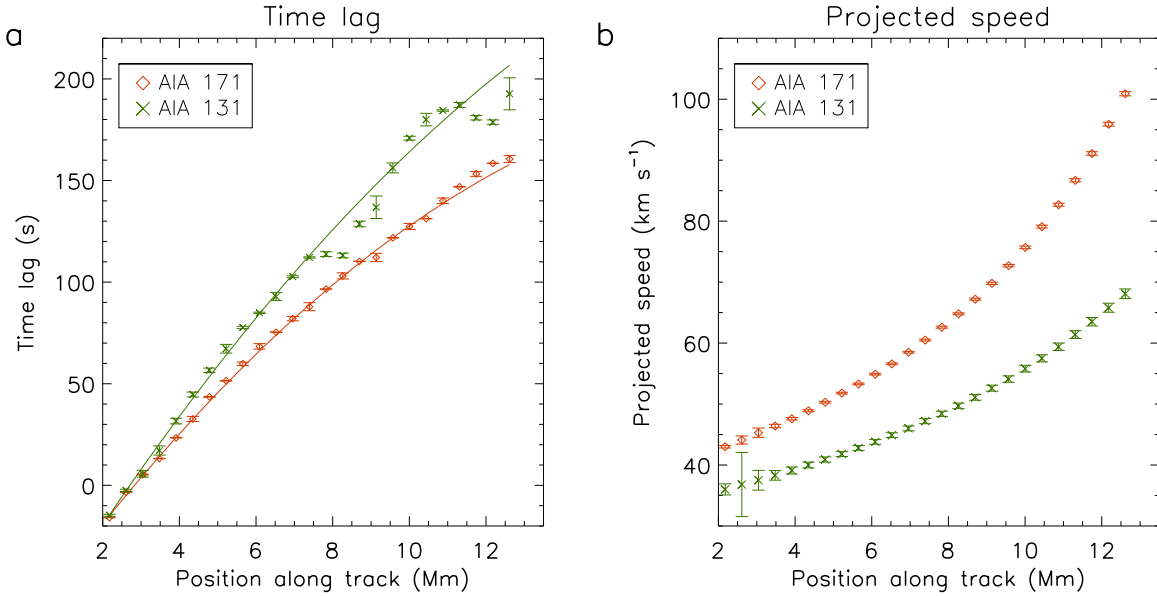 Time lag
a
AIA 171
AIA 131
200
150
100
50
0
Time lag (s)
2 4 6 8 10 12
Position along track (Mm)
Projected speed
b
AIA 171
AIA 131
100
80
60
40
Projected speed (km s⁻¹)
2 4 6 8 10 12
Position along track (Mm)